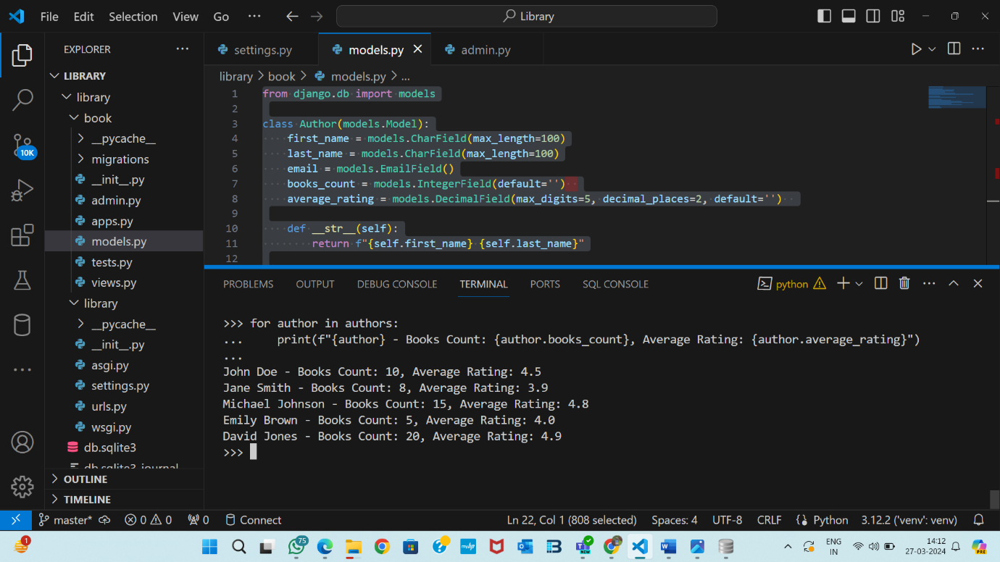 File Edit Selection View Go ··· Library
EXPLORER ···
settings.py models.py admin.py
LIBRARY
library > book > models.py > ...
library
book
__pycache__
migrations
__init__.py
admin.py
apps.py
models.py
tests.py
views.py
library
__pycache__
__init__.py
asgi.py
settings.py
urls.py
wsgi.py
db.sqlite3
db.sqlite3-journal
OUTLINE
TIMELINE
10K
1 from django.db import models
2
3 class Author(models.Model):
4 first_name = models.CharField(max_length=100)
5 last_name = models.CharField(max_length=100)
6 email = models.EmailField()
7 books_count = models.IntegerField(default='')
8 average_rating = models.DecimalField(max_digits=5, decimal_places=2, default='')
9
10 def __str__(self):
11 return f"{self.first_name} {self.last_name}"
12
PROBLEMS OUTPUT DEBUG CONSOLE TERMINAL PORTS SQL CONSOLE python
>>> for author in authors:
... print(f"{author} - Books Count: {author.books_count}, Average Rating: {author.average_rating}")
...
John Doe - Books Count: 10, Average Rating: 4.5
Jane Smith - Books Count: 8, Average Rating: 3.9
Michael Johnson - Books Count: 15, Average Rating: 4.8
Emily Brown - Books Count: 5, Average Rating: 4.0
David Jones - Books Count: 20, Average Rating: 4.9
>>>
master* 0 0 0 Connect Ln 22, Col 1 (808 selected) Spaces: 4 UTF-8 CRLF Python 3.12.2 ('venv': venv)
1 75 NEW ENG 14:12 PRE
IN 27-03-2024